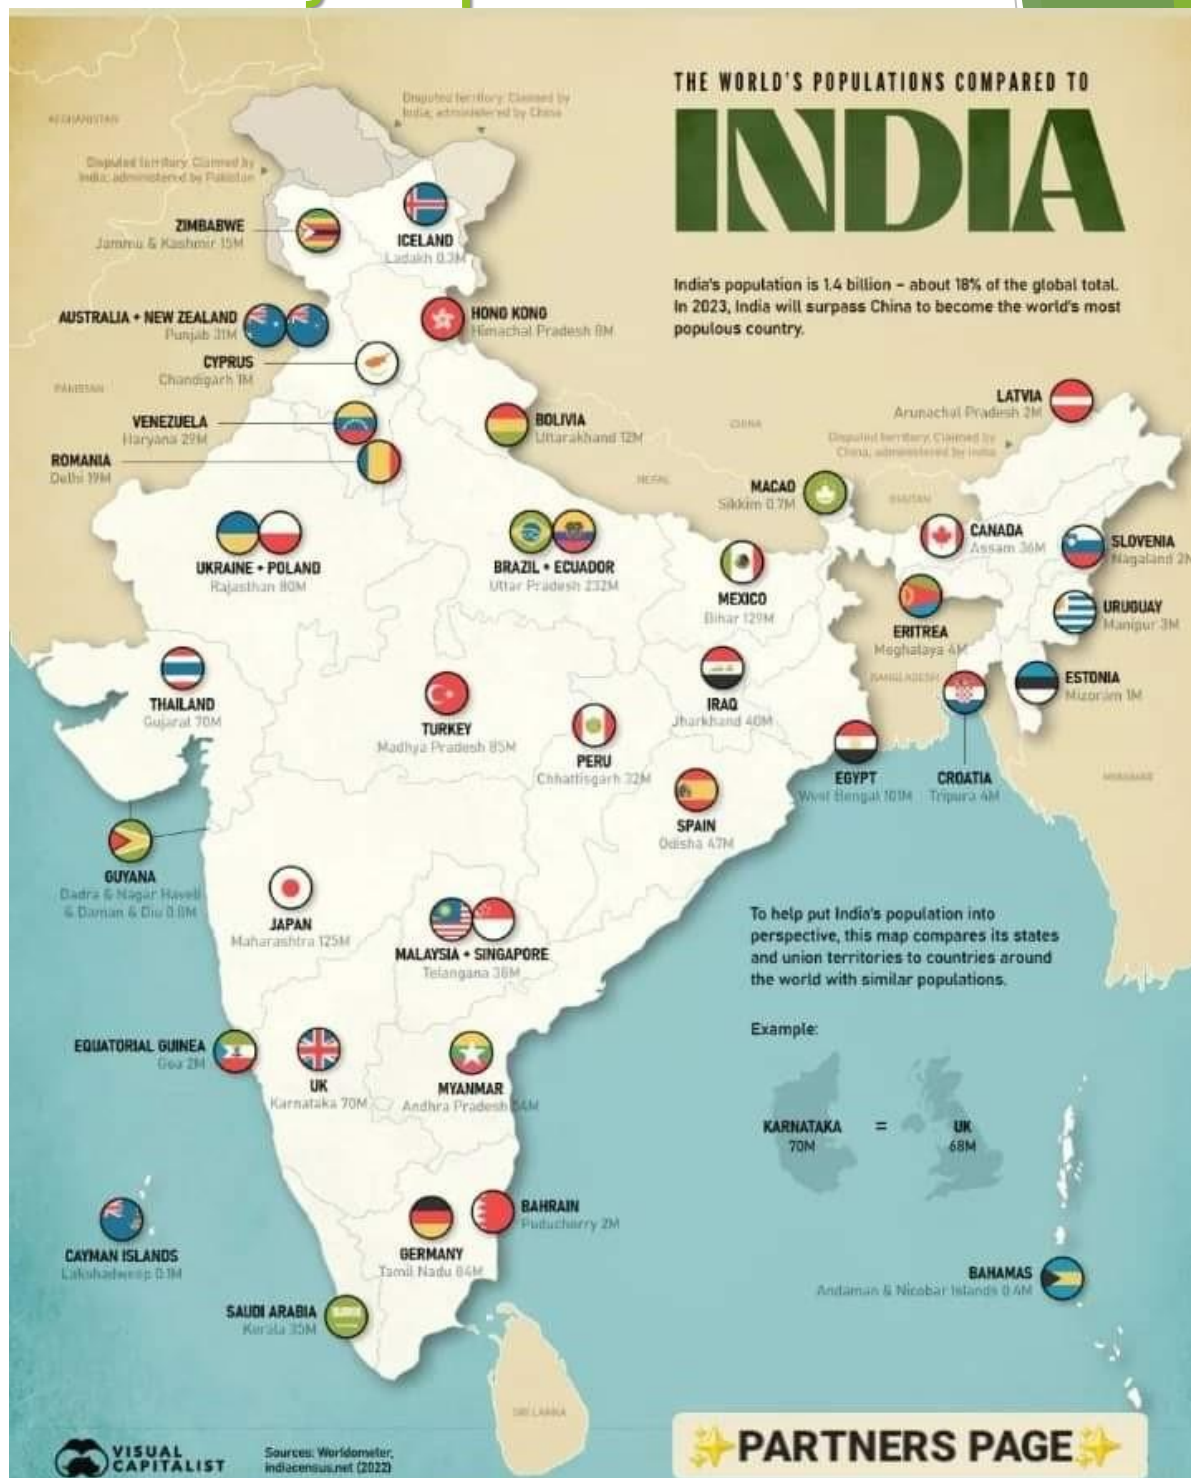 THE WORLD'S POPULATIONS COMPARED TO
INDIA
India's population is 1.4 billion – about 18% of the global total.
In 2023, India will surpass China to become the world's most
populous country.
AFGHANISTAN
Disputed territory. Claimed by
India; administered by China
Disputed territory. Claimed by
India; administered by Pakistan
ZIMBABWE
Jammu & Kashmir 15M
ICELAND
Ladakh 0.3M
AUSTRALIA + NEW ZEALAND
Punjab 31M
HONG KONG
Himachal Pradesh 8M
CYPRUS
Chandigarh 1M
PAKISTAN
VENEZUELA
Haryana 29M
BOLIVIA
Uttarakhand 12M
CHINA
LATVIA
Arunachal Pradesh 2M
Disputed territory. Claimed by
China; administered by India
ROMANIA
Delhi 19M
NEPAL
MACAO
Sikkim 0.7M
BHUTAN
UKRAINE + POLAND
Rajasthan 80M
BRAZIL + ECUADOR
Uttar Pradesh 232M
MEXICO
Bihar 129M
CANADA
Assam 36M
SLOVENIA
Nagaland 2M
ERITREA
Meghalaya 4M
URUGUAY
Manipur 3M
BANGLADESH
ESTONIA
Mizoram 1M
THAILAND
Gujarat 70M
TURKEY
Madhya Pradesh 85M
PERU
Chhattisgarh 32M
IRAQ
Jharkhand 40M
EGYPT
West Bengal 101M
CROATIA
Tripura 4M
MYANMAR
SPAIN
Odisha 47M
GUYANA
Dadra & Nagar Haveli
& Daman & Diu 0.8M
JAPAN
Maharashtra 125M
MALAYSIA + SINGAPORE
Telangana 38M
To help put India's population into
perspective, this map compares its states
and union territories to countries around
the world with similar populations.
Example:
KARNATAKA
70M
=
UK
68M
EQUATORIAL GUINEA
Goa 2M
UK
Karnataka 70M
MYANMAR
Andhra Pradesh 54M
CAYMAN ISLANDS
Lakshadweep 0.1M
GERMANY
Tamil Nadu 84M
BAHRAIN
Puducherry 2M
BAHAMAS
Andaman & Nicobar Islands 0.4M
SAUDI ARABIA
Kerala 35M
SRI LANKA
VISUAL
CAPITALIST
Sources: Worldometer,
indiacensus.net (2022)
✨PARTNERS PAGE✨